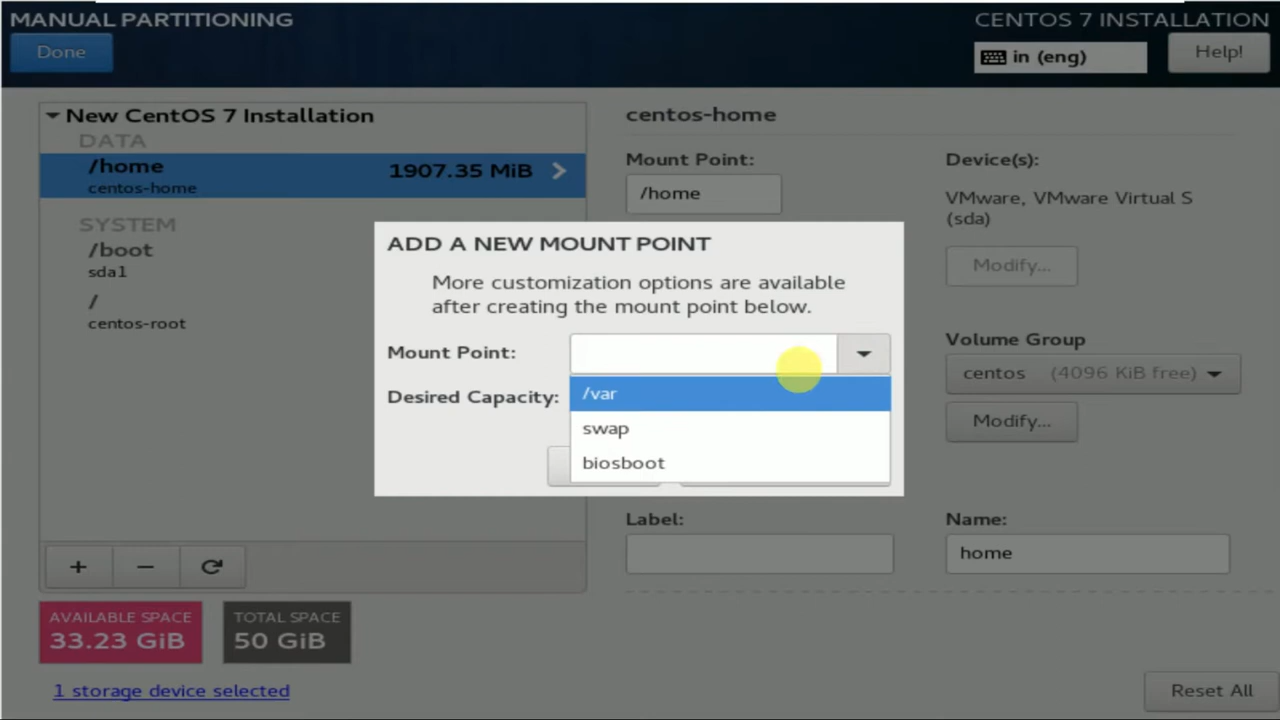 MANUAL PARTITIONING
CENTOS 7 INSTALLATION
Done
in (eng)
Help!
New CentOS 7 Installation
DATA
/home 1907.35 MiB
centos-home
SYSTEM
/boot
sda1
/
centos-root
centos-home
Mount Point:
/home
Device(s):
VMware, VMware Virtual S
(sda)
Modify...
Volume Group
centos (4096 KiB free)
Modify...
Label:
Name:
home
ADD A NEW MOUNT POINT
More customization options are available
after creating the mount point below.
Mount Point:
Desired Capacity:
/var
swap
biosboot
+ −
AVAILABLE SPACE
33.23 GiB
TOTAL SPACE
50 GiB
1 storage device selected
Reset All